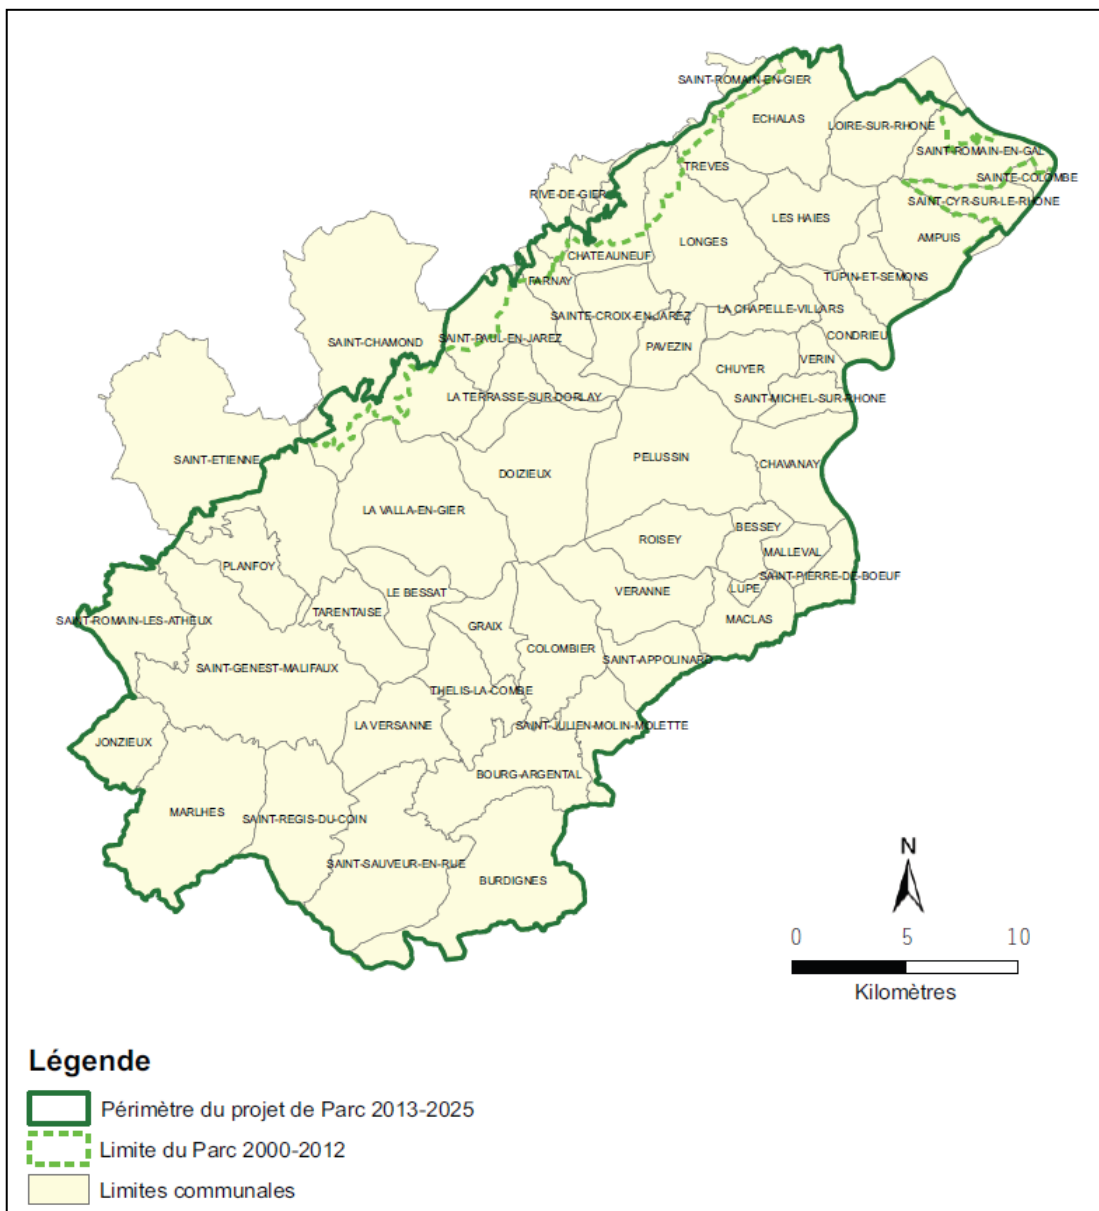 SAINT-ROMAIN-EN-GIER
ECHALAS
LOIRE-SUR-RHONE
SAINT-ROMAIN-EN-GAL
TREVES
SAINTE-COLOMBE
RIVE-DE-GIER
SAINT-CYR-SUR-LE-RHONE
LES HAIES
AMPUIS
LONGES
CHATEAUNEUF
TUPIN-ET-SEMONS
FARNAY
LA CHAPELLE-VILLARS
SAINTE-CROIX-EN-JAREZ
CONDRIEU
SAINT-PAUL-EN-JAREZ
SAINT-CHAMOND
PAVEZIN
VERIN
CHUYER
LA TERRASSE-SUR-DORLAY
SAINT-MICHEL-SUR-RHONE
SAINT-ETIENNE
PELUSSIN
CHAVANAY
DOIZIEUX
LA VALLA-EN-GIER
BESSEY
ROISEY
MALLEVAL
PLANFOY
SAINT-PIERRE-DE-BOEUF
LE BESSAT
VERANNE
LUPE
TARENTAISE
SAINT-ROMAIN-LES-ATHEUX
MACLAS
GRAIX
COLOMBIER
SAINT-APPOLINARD
SAINT-GENEST-MALIFAUX
THELIS-LA-COMBE
LA VERSANNE
SAINT-JULIEN-MOLIN-MOLETTE
JONZIEUX
BOURG-ARGENTAL
MARLHES
SAINT-REGIS-DU-COIN
SAINT-SAUVEUR-EN-RUE
BURDIGNES
N
0 5 10
Kilomètres
Légende
Périmètre du projet de Parc 2013-2025
Limite du Parc 2000-2012
Limites communales